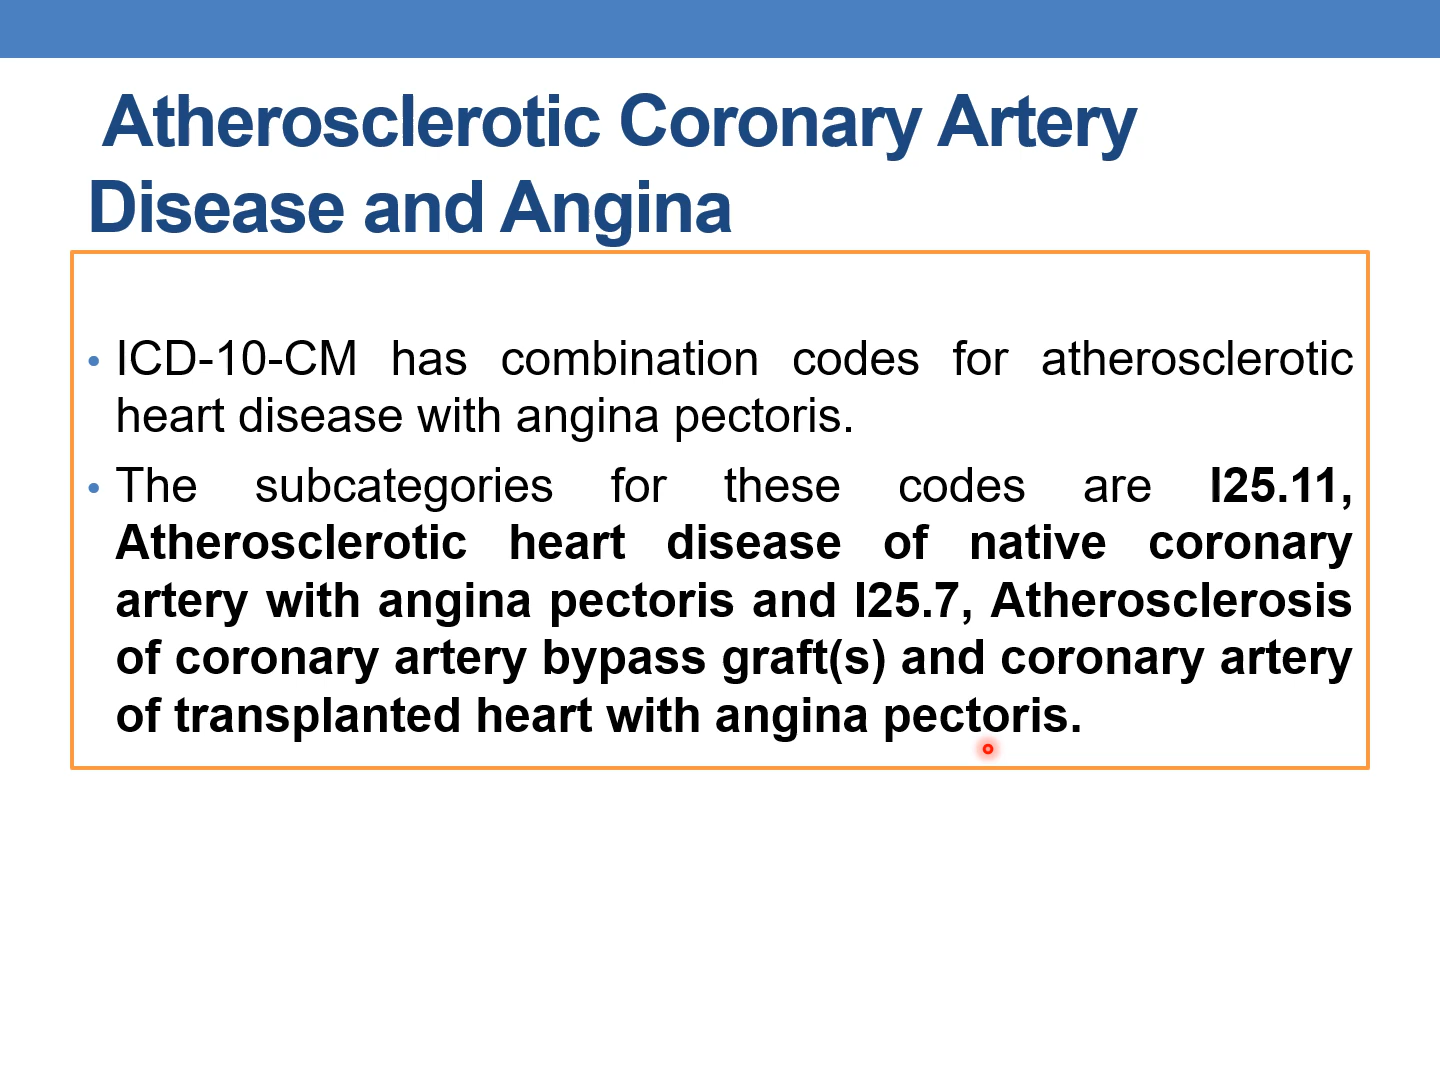 Atherosclerotic Coronary Artery
Disease and Angina
• ICD-10-CM has combination codes for atherosclerotic
heart disease with angina pectoris.
• The subcategories for these codes are I25.11,
Atherosclerotic heart disease of native coronary
artery with angina pectoris and I25.7, Atherosclerosis
of coronary artery bypass graft(s) and coronary artery
of transplanted heart with angina pectoris.